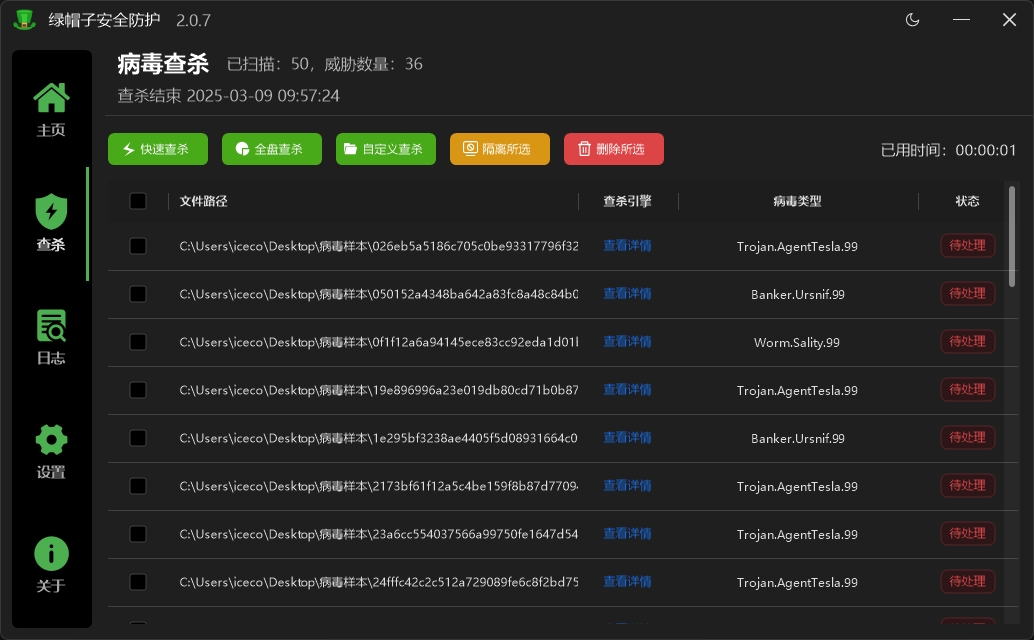 绿帽子安全防护 2.0.7
病毒查杀 已扫描：50，威胁数量：36
查杀结束 2025-03-09 09:57:24
主页
查杀
日志
设置
关于
快速查杀 全盘查杀 自定义查杀 隔离所选 删除所选 已用时间：00:00:01
文件路径 查杀引擎 病毒类型 状态
C:\Users\iceco\Desktop\病毒样本\026eb5a5186c705c0be93317796f32 查看详情 Trojan.AgentTesla.99 待处理
C:\Users\iceco\Desktop\病毒样本\050152a4348ba642a83fc8a48c84b0 查看详情 Banker.Ursnif.99 待处理
C:\Users\iceco\Desktop\病毒样本\0f1f12a6a94145ece83cc92eda1d01 查看详情 Worm.Sality.99 待处理
C:\Users\iceco\Desktop\病毒样本\19e896996a23e019db80cd71b0b87 查看详情 Trojan.AgentTesla.99 待处理
C:\Users\iceco\Desktop\病毒样本\1e295bf3238ae4405f5d08931664c0 查看详情 Banker.Ursnif.99 待处理
C:\Users\iceco\Desktop\病毒样本\2173bf61f12a5c4be159f8b87d7709 查看详情 Trojan.AgentTesla.99 待处理
C:\Users\iceco\Desktop\病毒样本\23a6cc554037566a99750fe1647d54 查看详情 Trojan.AgentTesla.99 待处理
C:\Users\iceco\Desktop\病毒样本\24fffc42c2c512a729089fe6c8f2bd75 查看详情 Trojan.AgentTesla.99 待处理